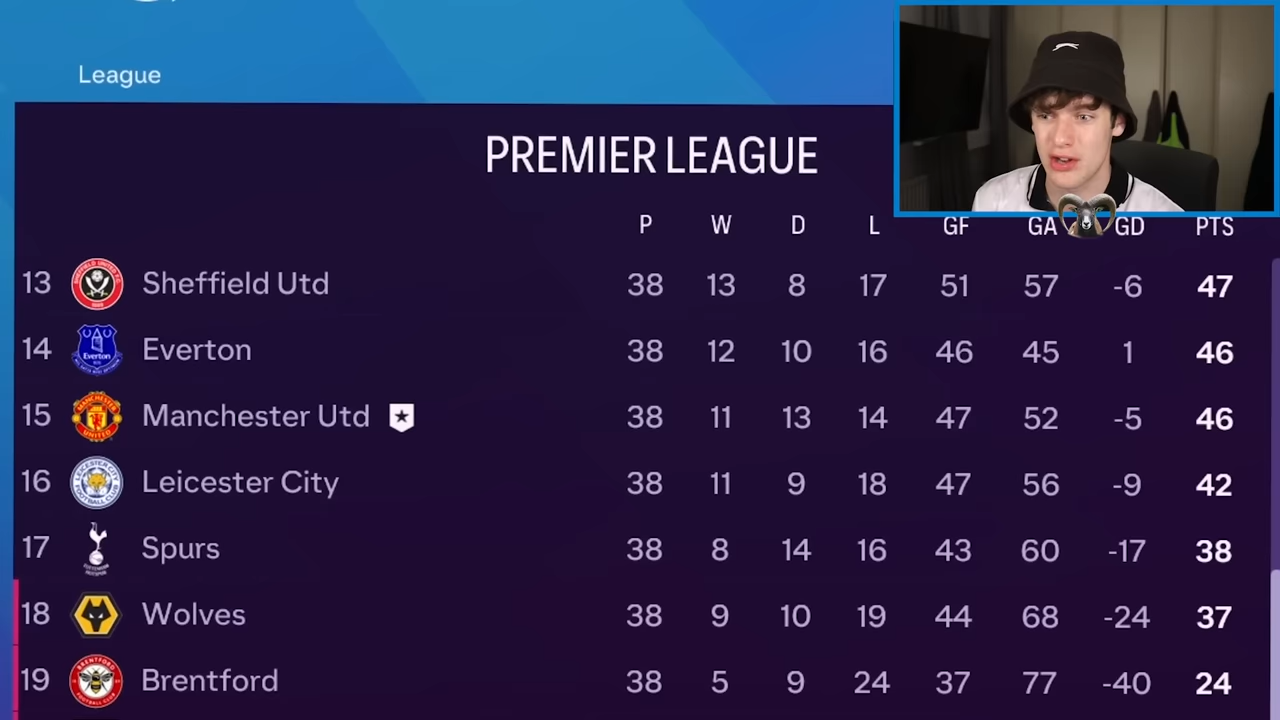 League
PREMIER LEAGUE
P W D L GF GA GD PTS
13 Sheffield Utd 38 13 8 17 51 57 -6 47
14 Everton 38 12 10 16 46 45 1 46
15 Manchester Utd 38 11 13 14 47 52 -5 46
16 Leicester City 38 11 9 18 47 56 -9 42
17 Spurs 38 8 14 16 43 60 -17 38
18 Wolves 38 9 10 19 44 68 -24 37
19 Brentford 38 5 9 24 37 77 -40 24